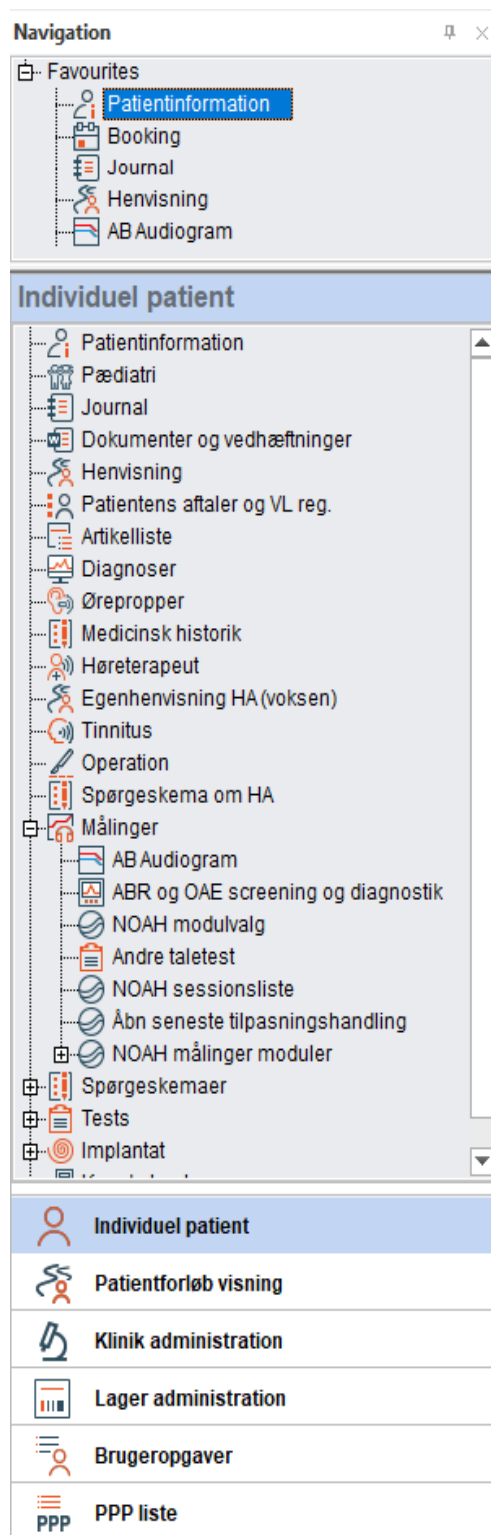 Navigation
Favourites
Patientinformation
Booking
Journal
Henvisning
AB Audiogram
Individuel patient
Patientinformation
Pædiatri
Journal
Dokumenter og vedhæftninger
Henvisning
Patientens aftaler og VL reg.
Artikelliste
Diagnoser
Ørepropper
Medicinsk historik
Høreterapeut
Egenhenvisning HA (voksen)
Tinnitus
Operation
Spørgeskema om HA
Målinger
AB Audiogram
ABR og OAE screening og diagnostik
NOAH modulvalg
Andre taletest
NOAH sessionsliste
Åbn seneste tilpasningshandling
NOAH målinger moduler
Spørgeskemaer
Tests
Implantat
Individuel patient
Patientforløb visning
Klinik administration
Lager administration
Brugeropgaver
PPP PPP liste